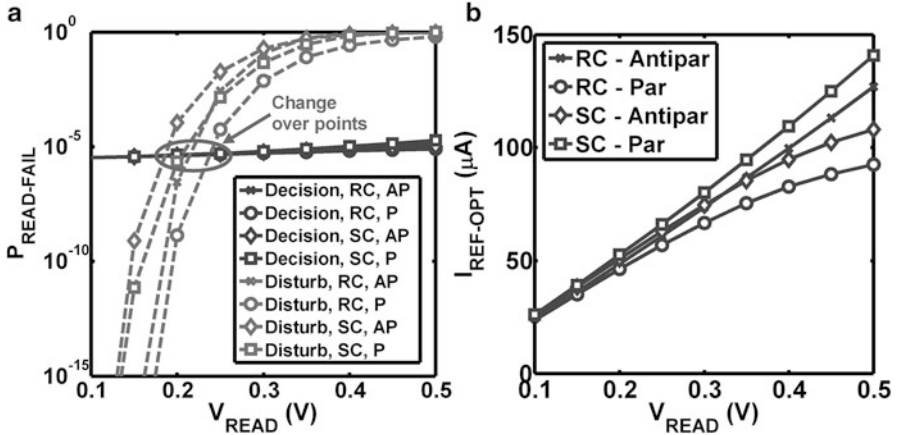 a
P_READ-FAIL
10^0
10^-5
10^-10
10^-15
Change
over points
Decision, RC, AP
Decision, RC, P
Decision, SC, AP
Decision, SC, P
Disturb, RC, AP
Disturb, RC, P
Disturb, SC, AP
Disturb, SC, P
0.1 0.2 0.3 0.4 0.5
V_READ (V)
b
I_REF-OPT (μA)
150
100
50
0
RC - Antipar
RC - Par
SC - Antipar
SC - Par
0.1 0.2 0.3 0.4 0.5
V_READ (V)